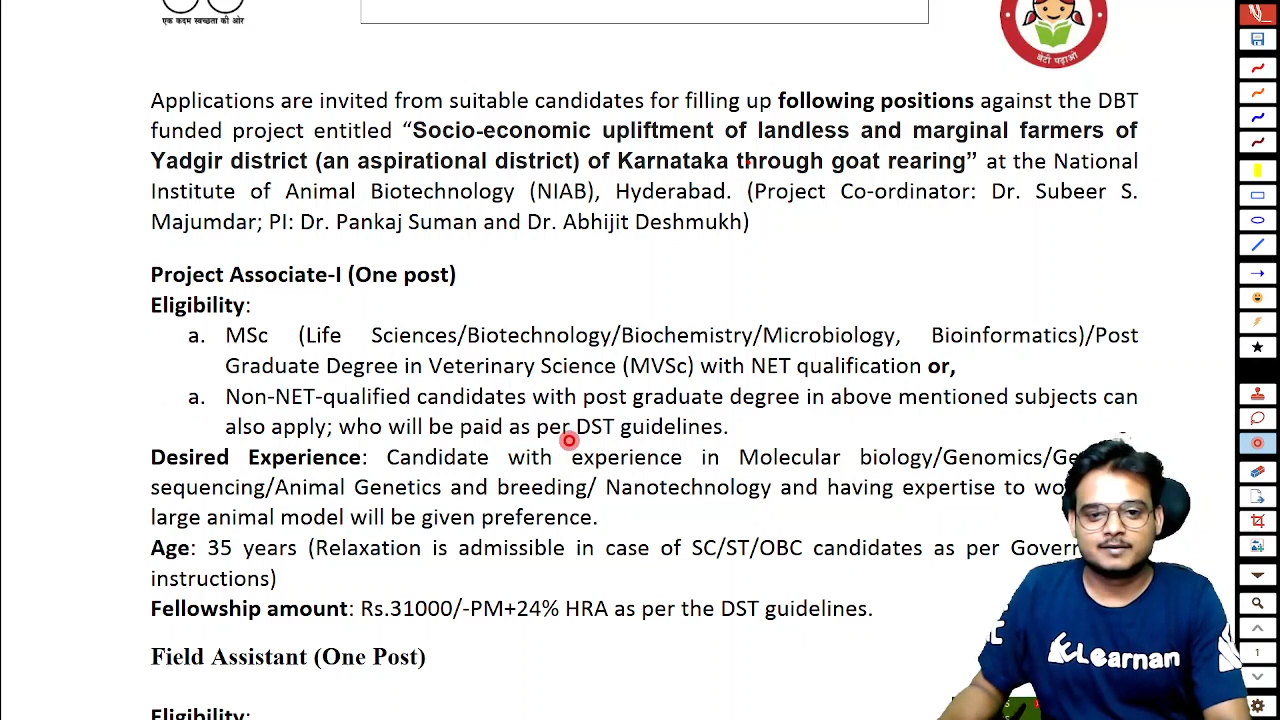 एक कदम स्वच्छता की ओर
बेटी पढ़ाओ
Applications are invited from suitable candidates for filling up following positions against the DBT
funded project entitled “Socio-economic upliftment of landless and marginal farmers of
Yadgir district (an aspirational district) of Karnataka through goat rearing” at the National
Institute of Animal Biotechnology (NIAB), Hyderabad. (Project Co-ordinator: Dr. Subeer S.
Majumdar; PI: Dr. Pankaj Suman and Dr. Abhijit Deshmukh)
Project Associate-I (One post)
Eligibility:
a. MSc (Life Sciences/Biotechnology/Biochemistry/Microbiology, Bioinformatics)/Post
Graduate Degree in Veterinary Science (MVSc) with NET qualification or,
a. Non-NET-qualified candidates with post graduate degree in above mentioned subjects can
also apply; who will be paid as per DST guidelines.
Desired Experience: Candidate with experience in Molecular biology/Genomics/
sequencing/Animal Genetics and breeding/ Nanotechnology and having expertise to
large animal model will be given preference.
Age: 35 years (Relaxation is admissible in case of SC/ST/OBC candidates as per
instructions)
Fellowship amount: Rs.31000/-PM+24% HRA as per the DST guidelines.
Field Assistant (One Post)
Eligibility:
Learnan
1